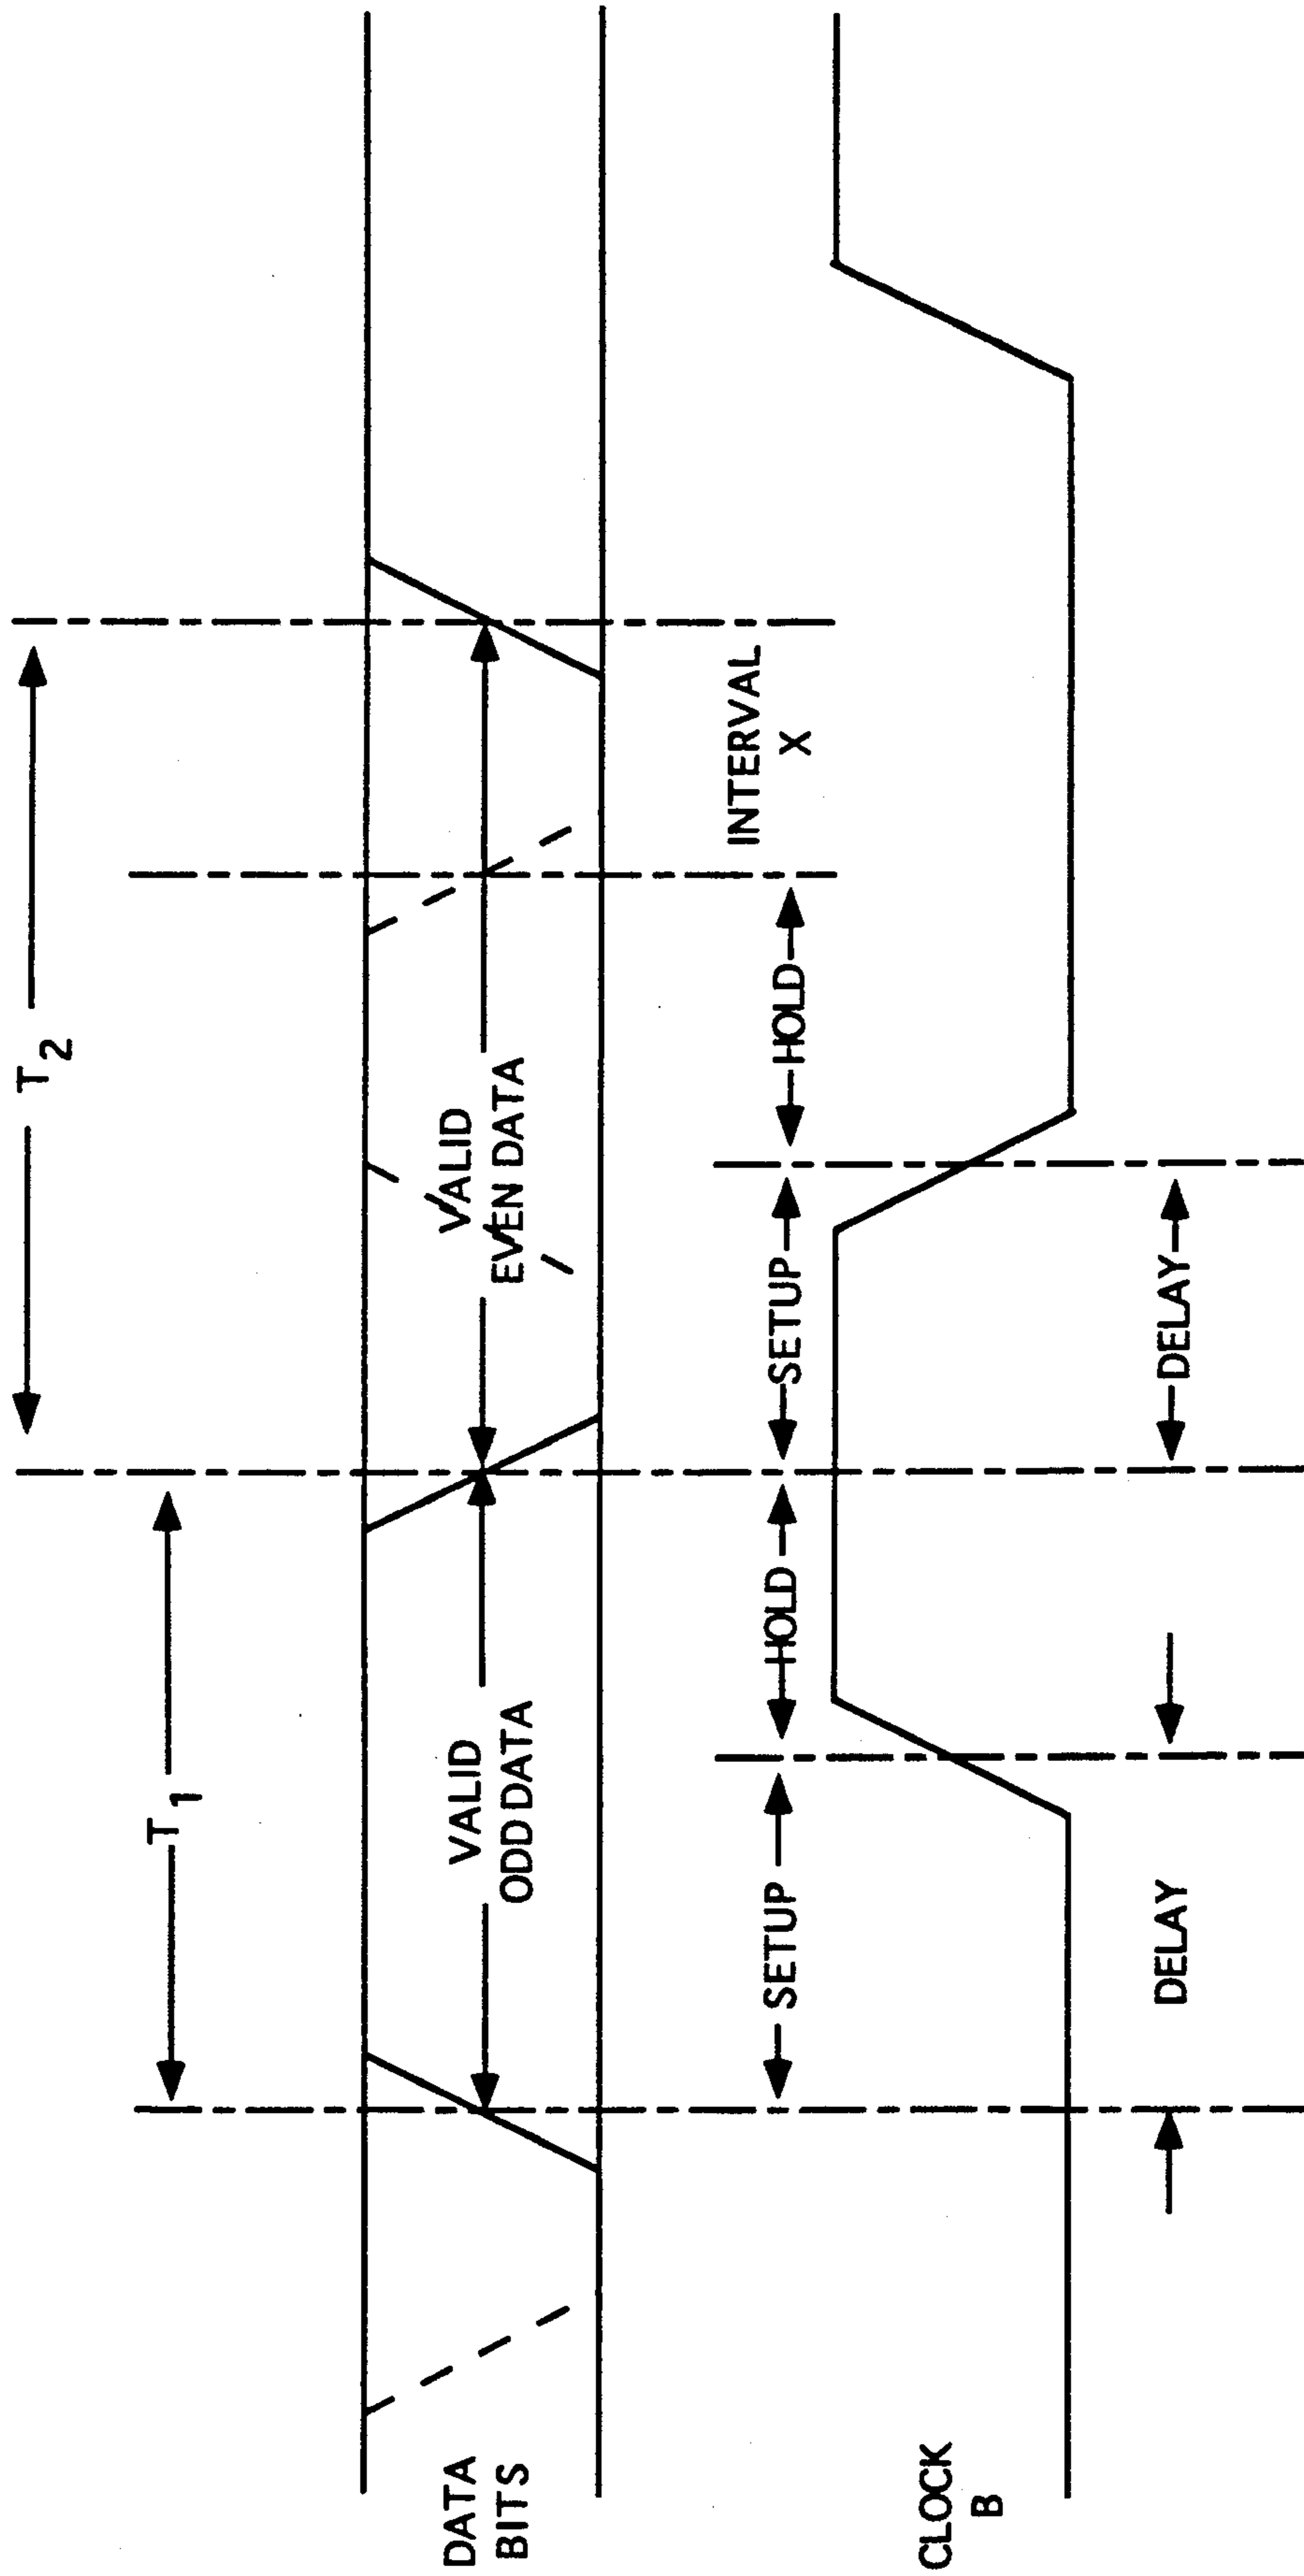 T2
T1
DATA
BITS
VALID
ODD DATA
VALID
EVEN DATA
SETUP
HOLD
SETUP
HOLD
INTERVAL
X
CLOCK
B
DELAY
DELAY